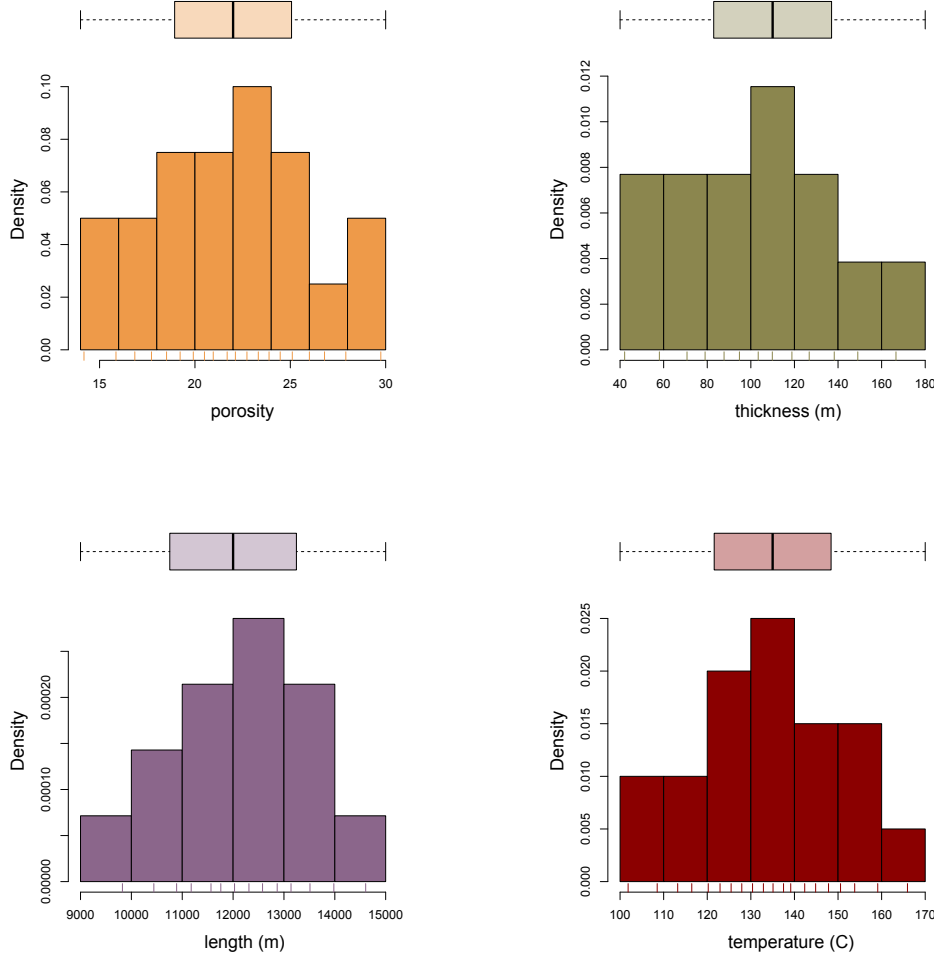 Density
0.00 0.02 0.04 0.06 0.08 0.10
15 20 25 30
porosity
Density
0.000 0.002 0.004 0.006 0.008 0.010 0.012
40 60 80 100 120 140 160 180
thickness (m)
Density
0.00000 0.00010 0.00020
9000 10000 11000 12000 13000 14000 15000
length (m)
Density
0.000 0.005 0.010 0.015 0.020 0.025
100 110 120 130 140 150 160 170
temperature (C)